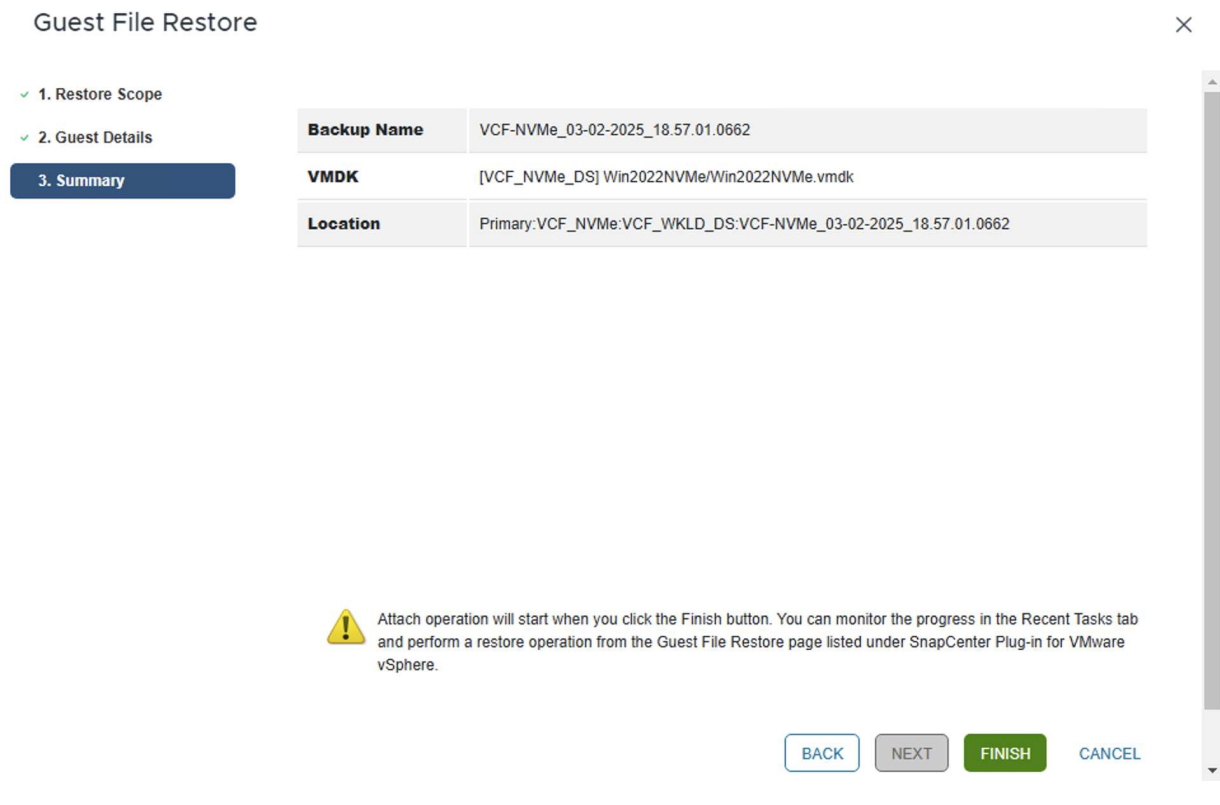 Guest File Restore
1. Restore Scope
2. Guest Details
3. Summary
Backup Name VCF-NVMe_03-02-2025_18.57.01.0662
VMDK [VCF_NVMe_DS] Win2022NVMe/Win2022NVMe.vmdk
Location Primary:VCF_NVMe:VCF_WKLD_DS:VCF-NVMe_03-02-2025_18.57.01.0662
Attach operation will start when you click the Finish button. You can monitor the progress in the Recent Tasks tab
and perform a restore operation from the Guest File Restore page listed under SnapCenter Plug-in for VMware
vSphere.
BACK NEXT FINISH CANCEL